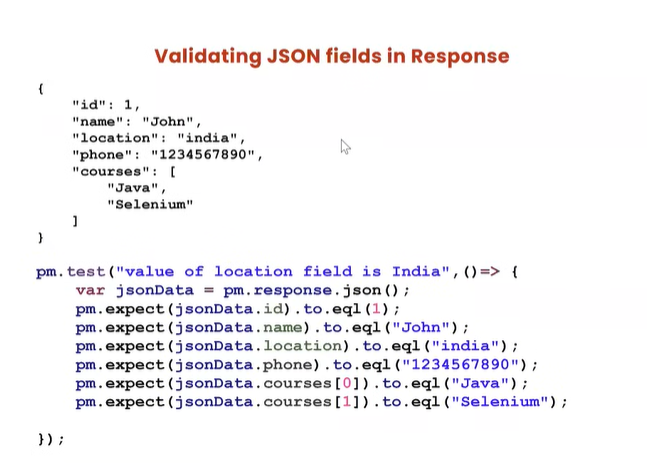 Validating JSON fields in Response
{
    "id": 1,
    "name": "John",
    "location": "india",
    "phone": "1234567890",
    "courses": [
        "Java",
        "Selenium"
    ]
}
pm.test("value of location field is India",()=> {
    var jsonData = pm.response.json();
    pm.expect(jsonData.id).to.eql(1);
    pm.expect(jsonData.name).to.eql("John");
    pm.expect(jsonData.location).to.eql("india");
    pm.expect(jsonData.phone).to.eql("1234567890");
    pm.expect(jsonData.courses[0]).to.eql("Java");
    pm.expect(jsonData.courses[1]).to.eql("Selenium");
});